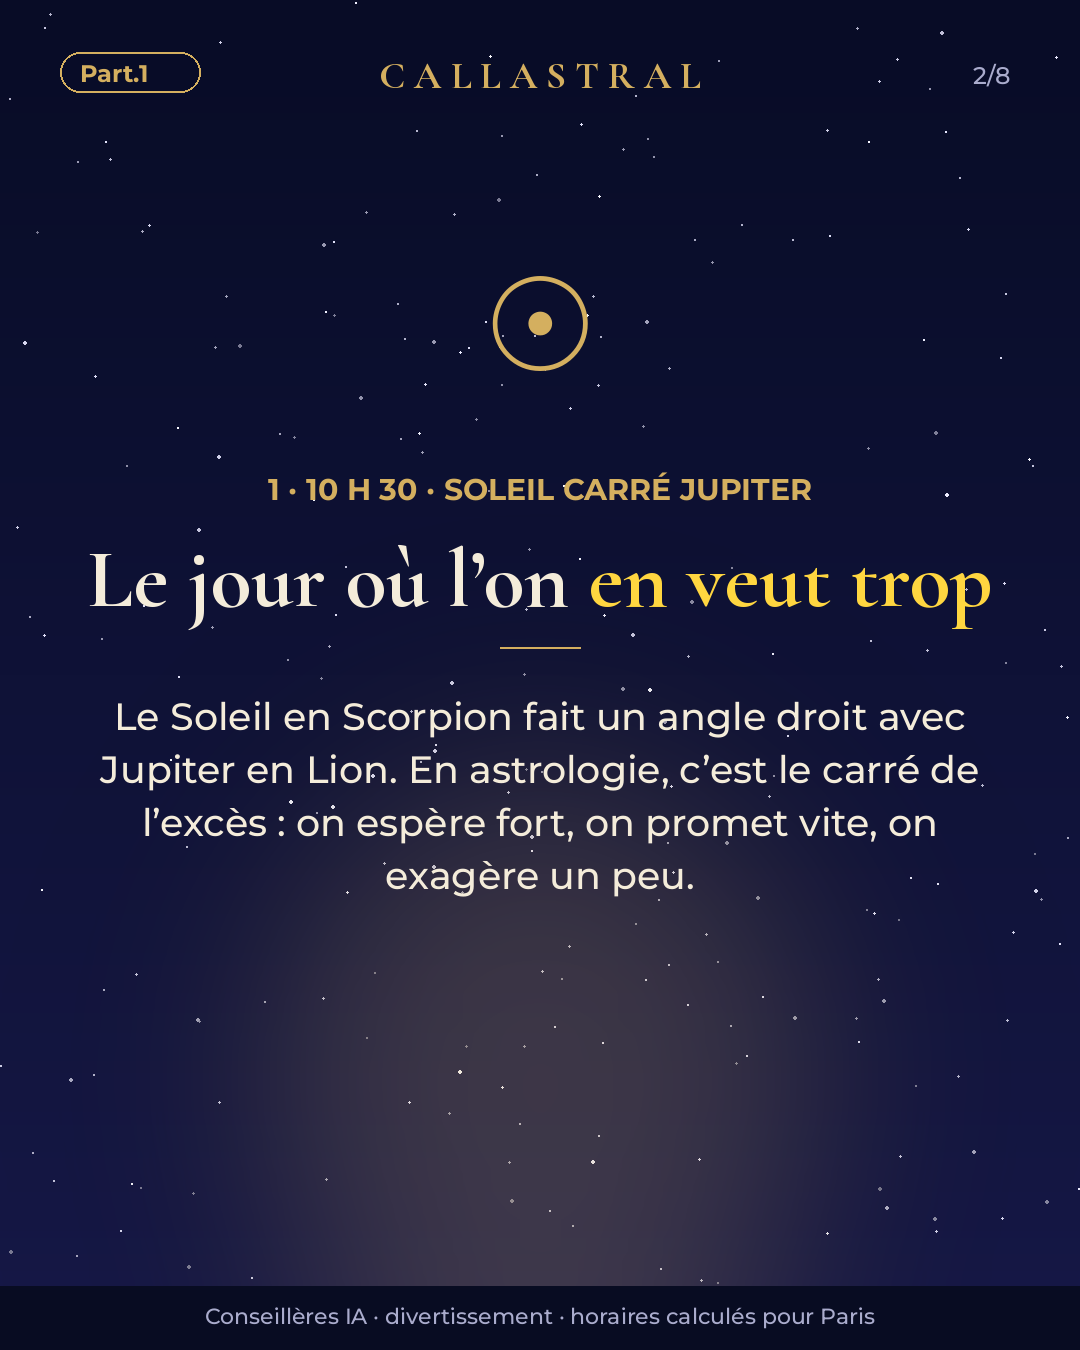 Part.1
CALLASTRAL
2/8
1 · 10 H 30 · SOLEIL CARRÉ JUPITER
Le jour où l’on en veut trop
Le Soleil en Scorpion fait un angle droit avec
Jupiter en Lion. En astrologie, c’est le carré de
l’excès : on espère fort, on promet vite, on
exagère un peu.
Conseillères IA · divertissement · horaires calculés pour Paris